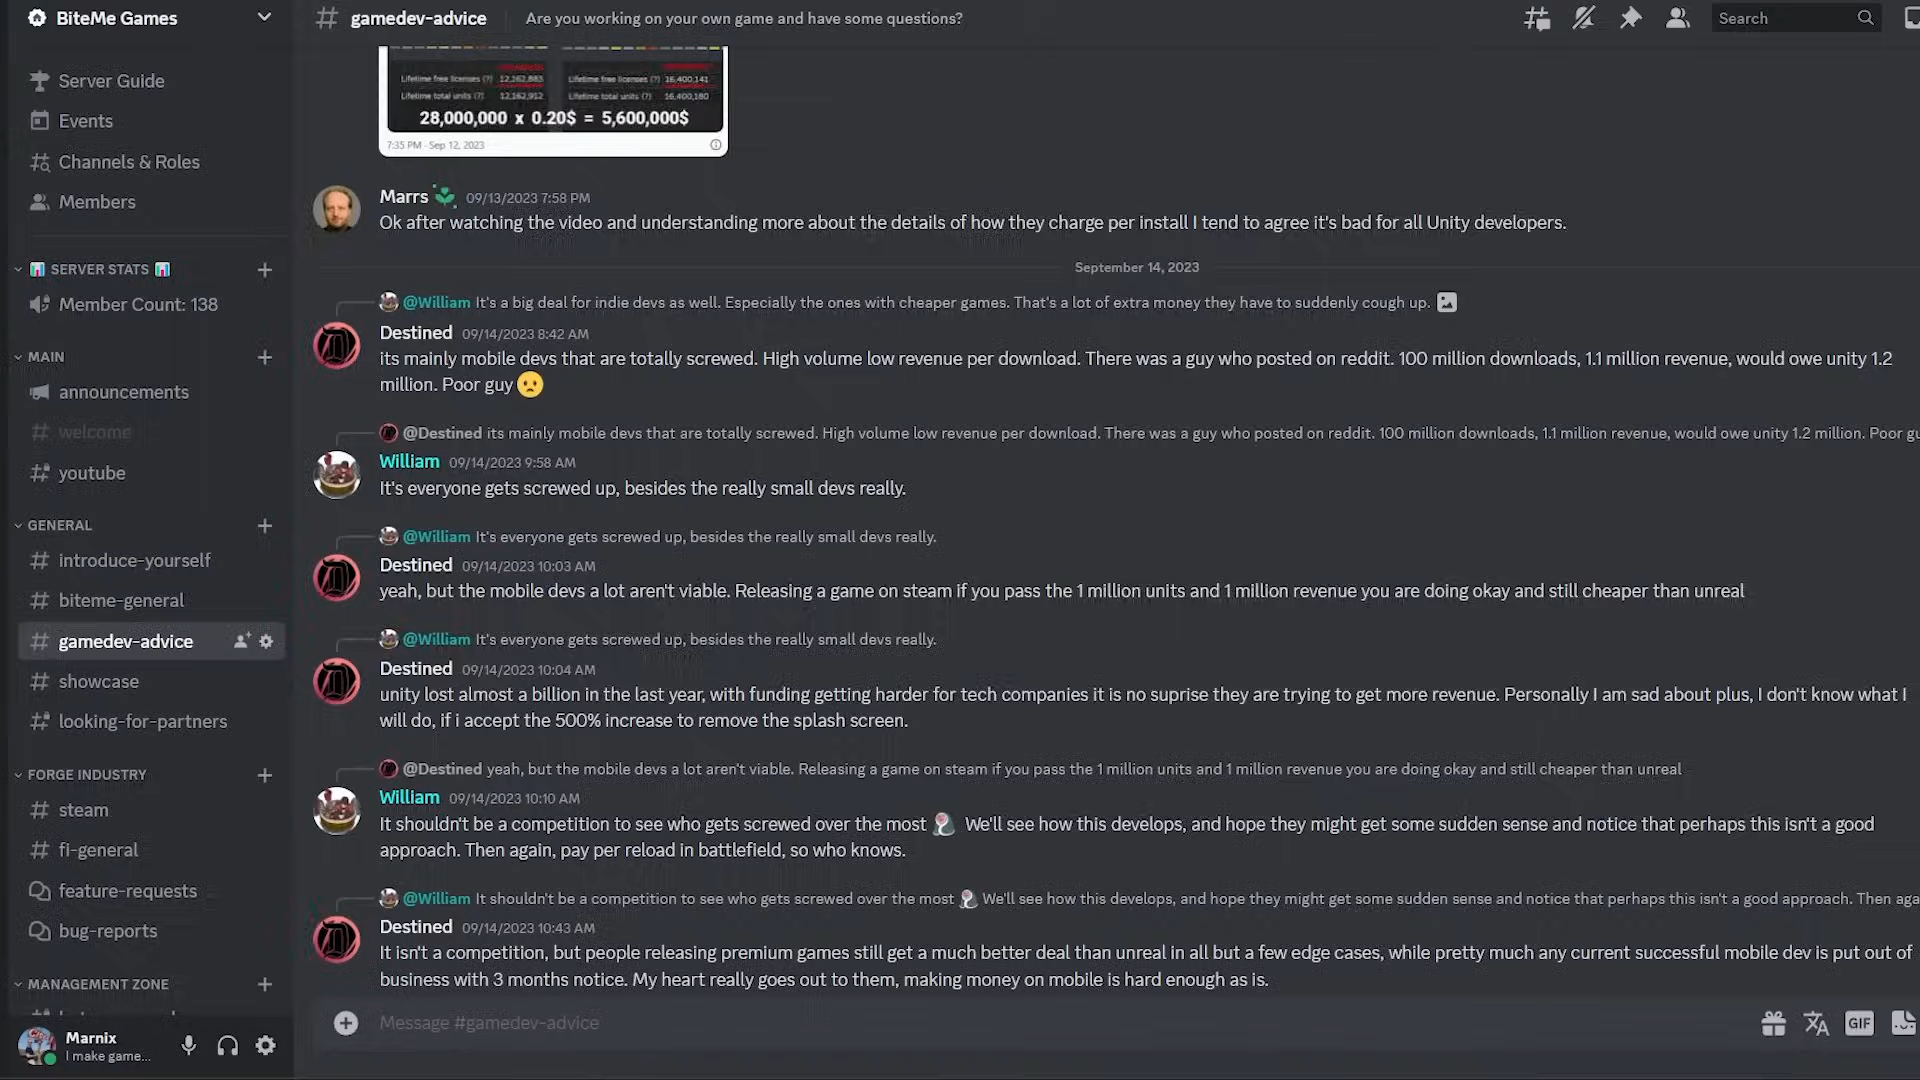 BiteMe Games
gamedev-advice
Are you working on your own game and have some questions?
Search
Server Guide
Events
Channels & Roles
Members
SERVER STATS
Member Count: 138
MAIN
announcements
welcome
youtube
GENERAL
introduce-yourself
biteme-general
gamedev-advice
showcase
looking-for-partners
FORGE INDUSTRY
steam
fi-general
feature-requests
bug-reports
MANAGEMENT ZONE
Marnix
I make game...
Lifetime free licenses (?) 12,162,883
Lifetime free licenses (?) 16,400,141
Lifetime total units (?) 12,162,912
Lifetime total units (?) 16,400,180
28,000,000 x 0.20$ = 5,600,000$
7:35 PM · Sep 12, 2023
Marrs 09/13/2023 7:58 PM
Ok after watching the video and understanding more about the details of how they charge per install I tend to agree it's bad for all Unity developers.
September 14, 2023
@William It's a big deal for indie devs as well. Especially the ones with cheaper games. That's a lot of extra money they have to suddenly cough up.
Destined 09/14/2023 8:42 AM
its mainly mobile devs that are totally screwed. High volume low revenue per download. There was a guy who posted on reddit. 100 million downloads, 1.1 million revenue, would owe unity 1.2
million. Poor guy
@Destined its mainly mobile devs that are totally screwed. High volume low revenue per download. There was a guy who posted on reddit. 100 million downloads, 1.1 million revenue, would owe unity 1.2 million. Poor gu
William 09/14/2023 9:58 AM
It's everyone gets screwed up, besides the really small devs really.
@William It's everyone gets screwed up, besides the really small devs really.
Destined 09/14/2023 10:03 AM
yeah, but the mobile devs a lot aren't viable. Releasing a game on steam if you pass the 1 million units and 1 million revenue you are doing okay and still cheaper than unreal
@William It's everyone gets screwed up, besides the really small devs really.
Destined 09/14/2023 10:04 AM
unity lost almost a billion in the last year, with funding getting harder for tech companies it is no suprise they are trying to get more revenue. Personally I am sad about plus, I don't know what I
will do, if i accept the 500% increase to remove the splash screen.
@Destined yeah, but the mobile devs a lot aren't viable. Releasing a game on steam if you pass the 1 million units and 1 million revenue you are doing okay and still cheaper than unreal
William 09/14/2023 10:10 AM
It shouldn't be a competition to see who gets screwed over the most We'll see how this develops, and hope they might get some sudden sense and notice that perhaps this isn't a good
approach. Then again, pay per reload in battlefield, so who knows.
@William It shouldn't be a competition to see who gets screwed over the most We'll see how this develops, and hope they might get some sudden sense and notice that perhaps this isn't a good approach. Then aga
Destined 09/14/2023 10:43 AM
It isn't a competition, but people releasing premium games still get a much better deal than unreal in all but a few edge cases, while pretty much any current successful mobile dev is put out of
business with 3 months notice. My heart really goes out to them, making money on mobile is hard enough as is.
Message #gamedev-advice
GIF